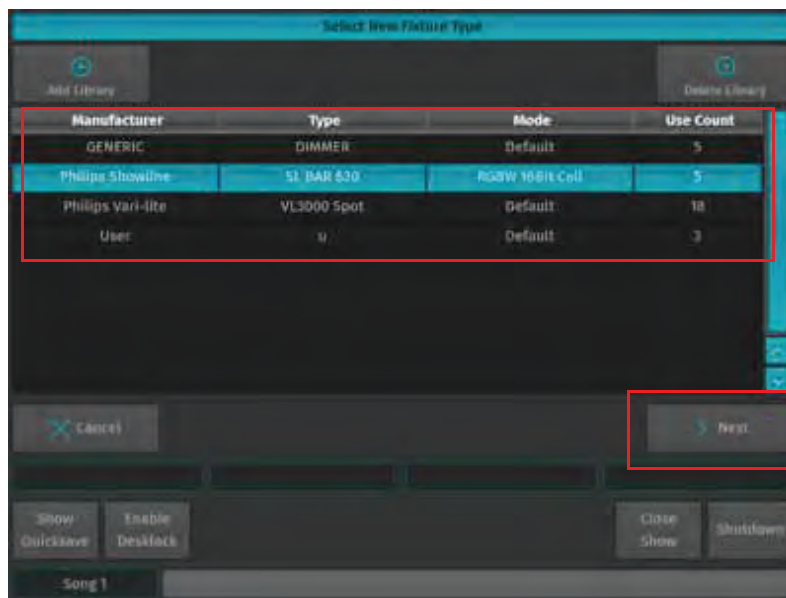 Select New Fixture Type
Add Library
Delete Library
Manufacturer Type Mode Use Count
GENERIC DIMMER Default 5
Philips Showline SL BAR 620 RGBW 16Bit Cell 5
Philips Vari-lite VL3000 Spot Default 18
User u Default 3
Cancel
Next
Show Enable Close Shutdown
Quicksave Desklock Show
Song 1